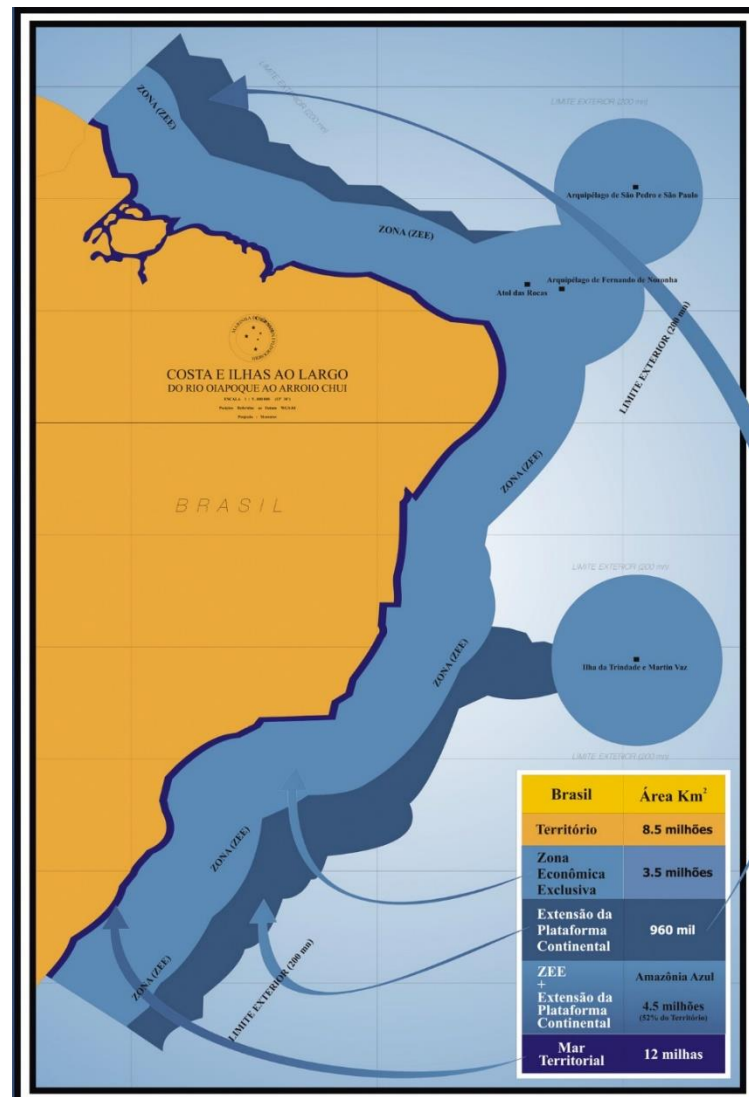 ZONA (ZEE)
LIMITE EXTERIOR (200 mn)
LIMITE EXTERIOR (200 mn)
Arquipélago de São Pedro e São Paulo
ZONA (ZEE)
Arquipélago de Fernando de Noronha
Atol das Rocas
LIMITE EXTERIOR (200 mn)
COSTA E ILHAS AO LARGO
DO RIO OIAPOQUE AO ARROIO CHUI
ZONA (ZEE)
BRASIL
LIMITE EXTERIOR (200 mn)
ZONA (ZEE)
Ilha da Trindade e Martin Vaz
LIMITE EXTERIOR (200 mn)
ZONA (ZEE)
ZONA (ZEE)
LIMITE EXTERIOR (200 mn)
Brasil Área Km²
Território 8.5 milhões
Zona
Econômica 3.5 milhões
Exclusiva
Extensão da
Plataforma 960 mil
Continental
ZEE Amazônia Azul
+
Extensão da 4.5 milhões
Plataforma (52% do Território)
Continental
Mar 12 milhas
Territorial